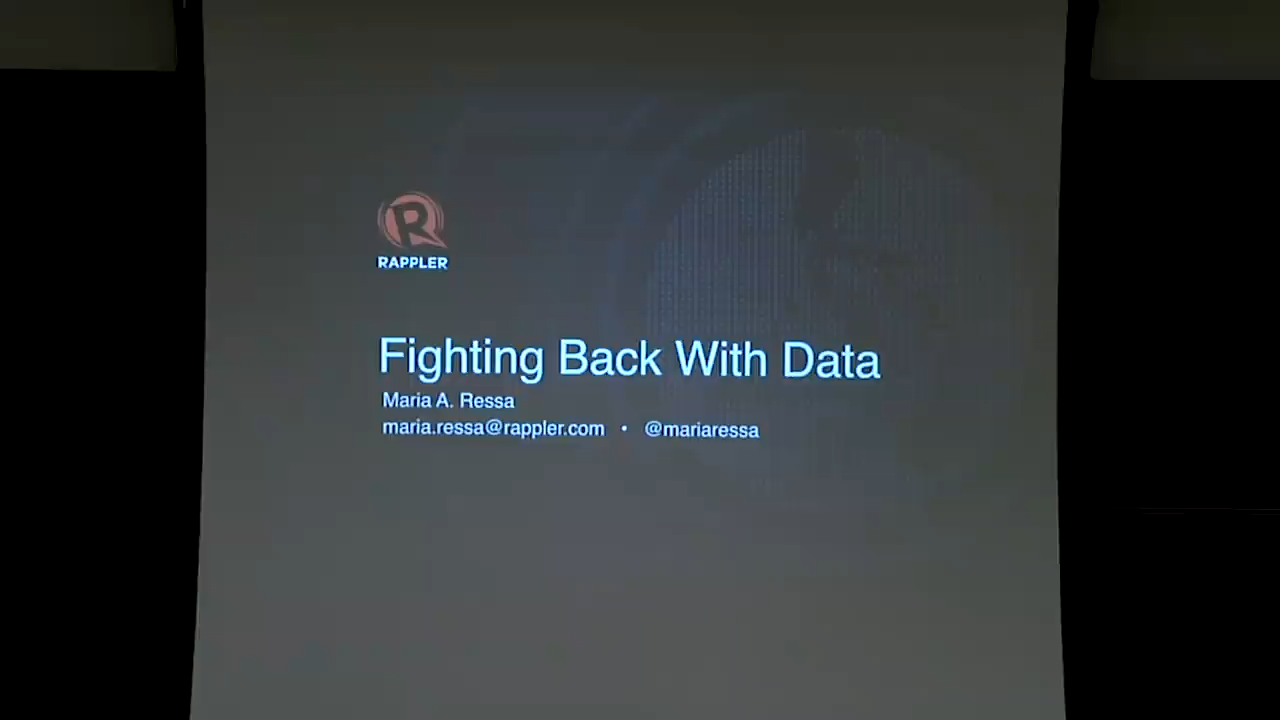 R
RAPPLER
Fighting Back With Data
Maria A. Ressa
maria.ressa@rappler.com • @mariaressa